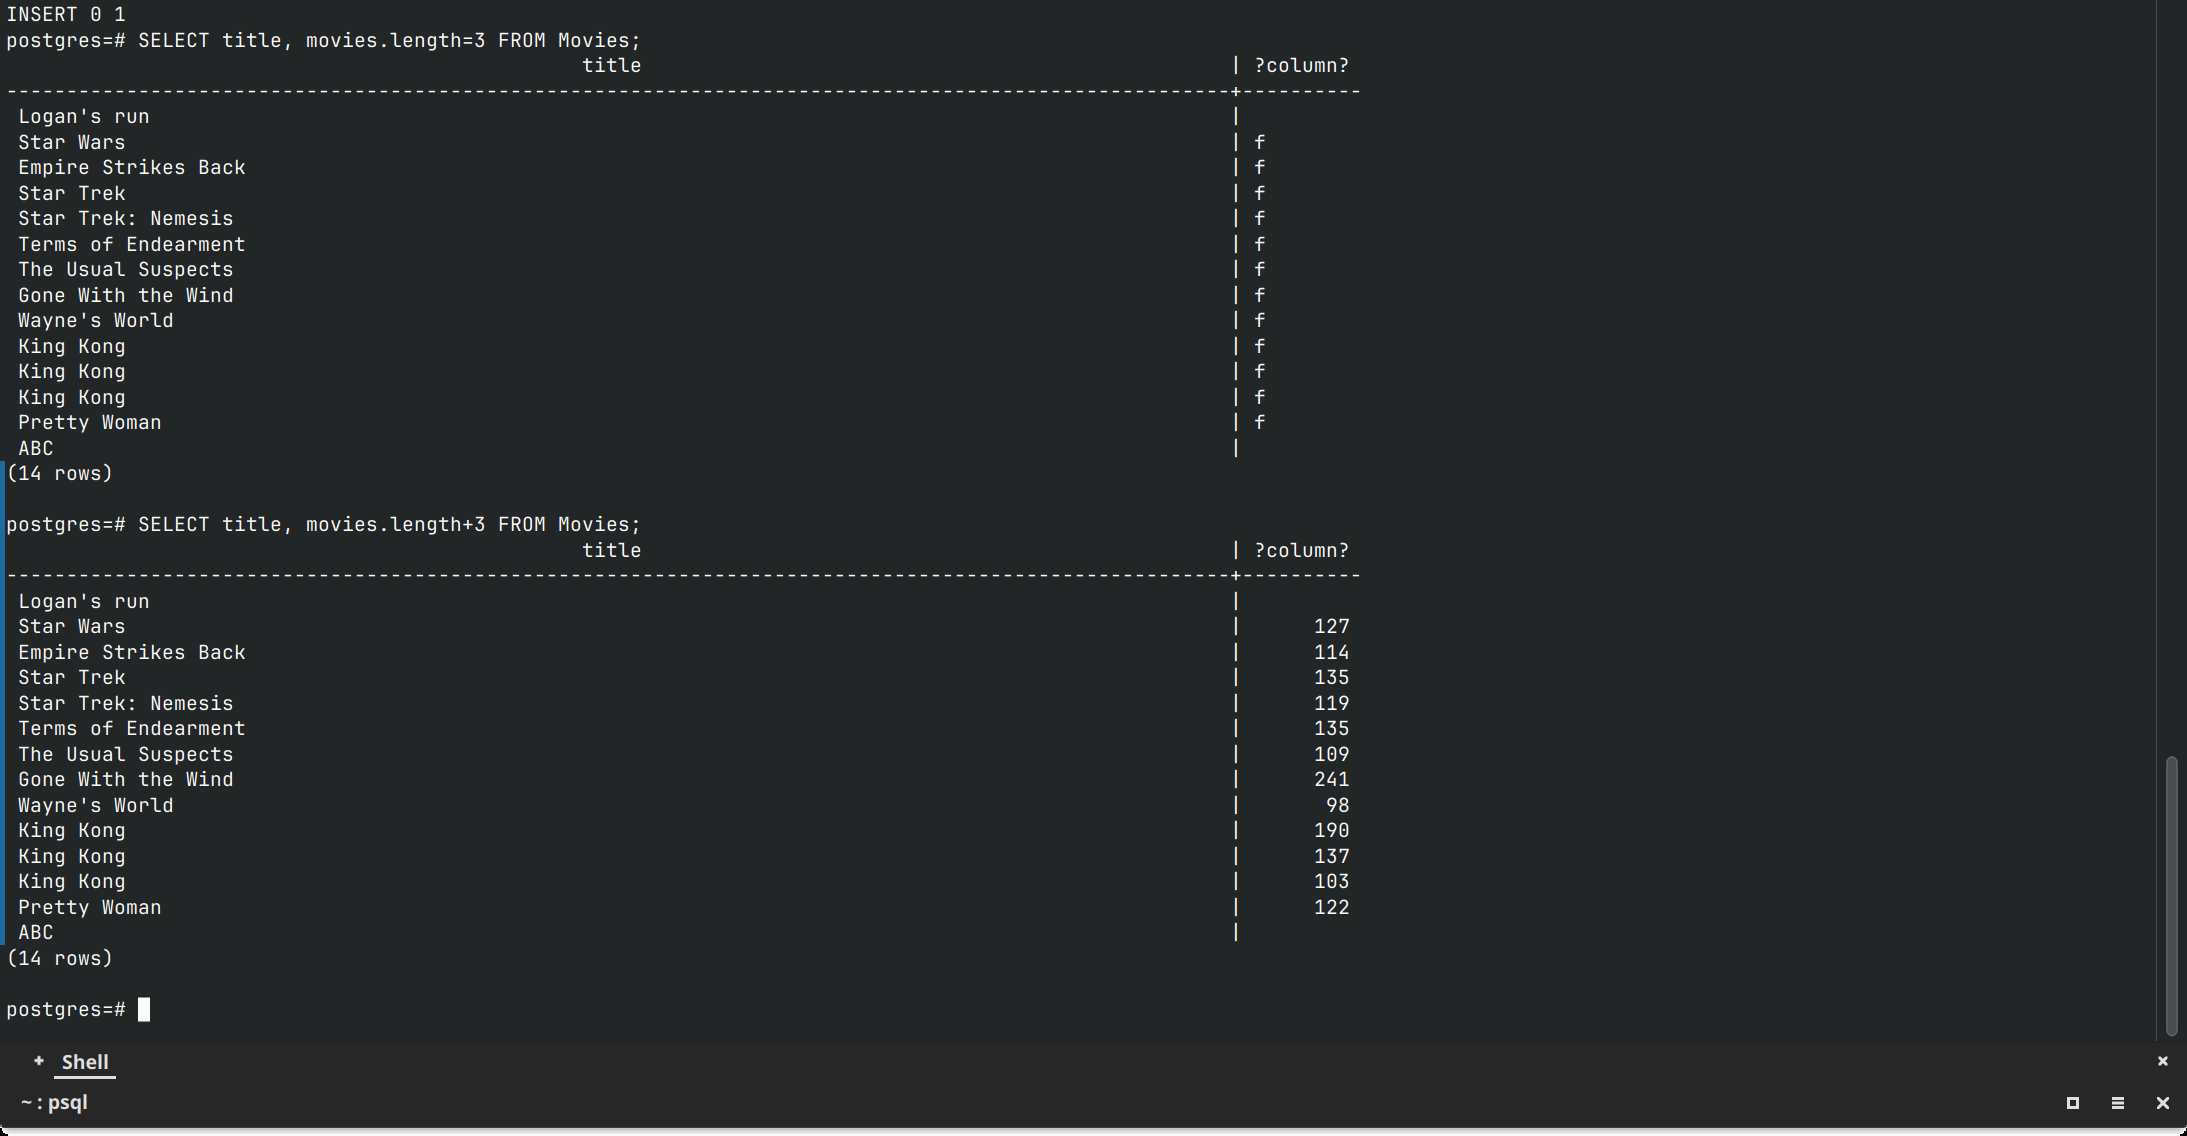 INSERT 0 1
postgres=# SELECT title, movies.length=3 FROM Movies;
title | ?column?
------------------------------------------------------------------------------------------------------+----------
Logan's run |
Star Wars | f
Empire Strikes Back | f
Star Trek | f
Star Trek: Nemesis | f
Terms of Endearment | f
The Usual Suspects | f
Gone With the Wind | f
Wayne's World | f
King Kong | f
King Kong | f
King Kong | f
Pretty Woman | f
ABC |
(14 rows)
postgres=# SELECT title, movies.length+3 FROM Movies;
title | ?column?
------------------------------------------------------------------------------------------------------+----------
Logan's run |
Star Wars | 127
Empire Strikes Back | 114
Star Trek | 135
Star Trek: Nemesis | 119
Terms of Endearment | 135
The Usual Suspects | 109
Gone With the Wind | 241
Wayne's World | 98
King Kong | 190
King Kong | 137
King Kong | 103
Pretty Woman | 122
ABC |
(14 rows)
postgres=#
Shell
~ : psql